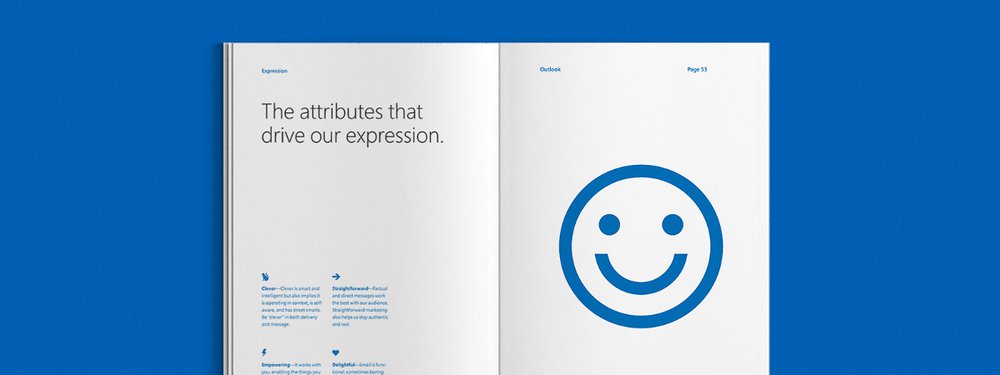 Expression
The attributes that
drive our expression.
Clever—Clever is smart and
intelligent but also implies it
is operating in context, is self-
aware, and has street smarts.
Be "clever" in both delivery
and message.
Straightforward—Factual
and direct messages work
the best with our audience.
Straightforward marketing
also helps us stay authentic
and real.
Empowering—It works with
you, enabling the things you
Delightful—Email is func-
tional, sometimes boring.
Outlook
Page 53